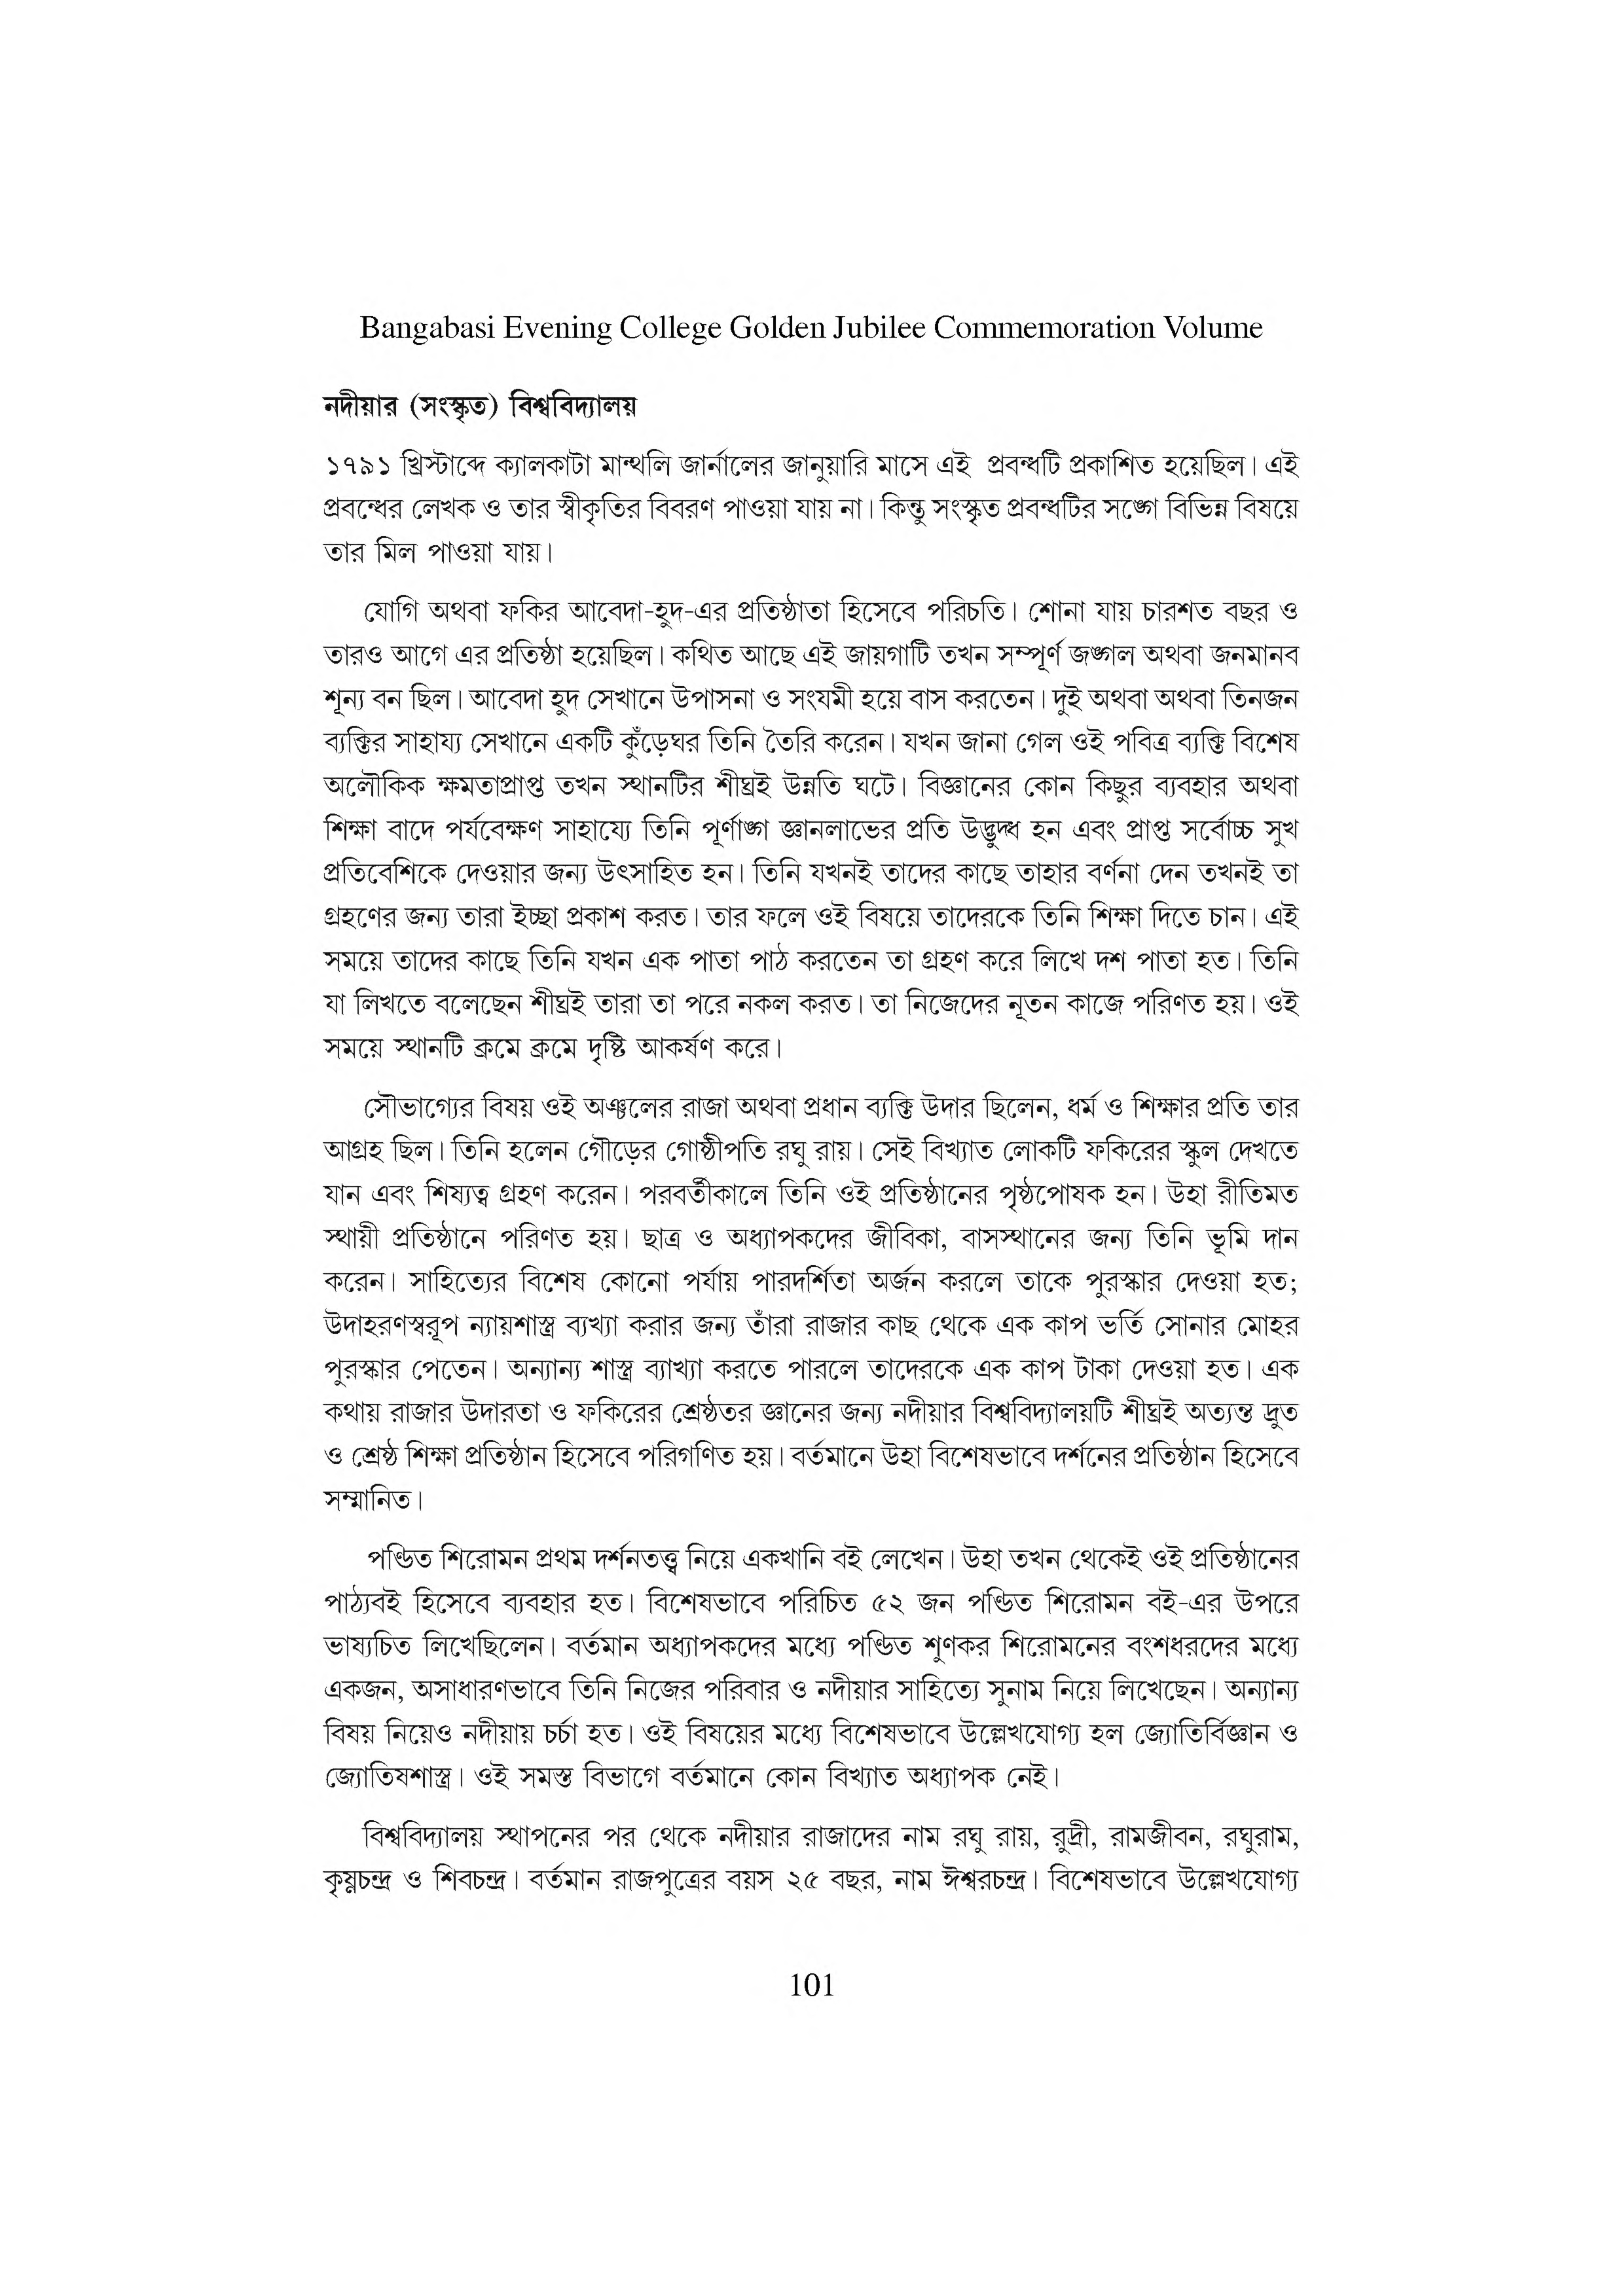 Bangabasi Evening College Golden Jubilee Commemoration Volume
নদীয়ার (সংস্কৃত) বিশ্ববিদ্যালয়
১৭৯১ খ্রিস্টাব্দে ক্যালকাটা মান্থলি জার্নালের জানুয়ারি মাসে এই প্রবন্ধটি প্রকাশিত হয়েছিল। এই
প্রবন্ধের লেখক ও তার স্বীকৃতির বিবরণ পাওয়া যায় না। কিন্তু সংস্কৃত প্রবন্ধটির সঙ্গে বিভিন্ন বিষয়ে
তার মিল পাওয়া যায়।
যোগি অথবা ফকির আবেদা-হুদ-এর প্রতিষ্ঠাতা হিসেবে পরিচতি। শোনা যায় চারশত বছর ও
তারও আগে এর প্রতিষ্ঠা হয়েছিল। কথিত আছে এই জায়গাটি তখন সম্পূর্ণ জঙ্গল অথবা জনমানব
শূন্য বন ছিল। আবেদা হুদ সেখানে উপাসনা ও সংযমী হয়ে বাস করতেন। দুই অথবা অথবা তিনজন
ব্যক্তির সাহায্য সেখানে একটি কুঁড়েঘর তিনি তৈরি করেন। যখন জানা গেল ওই পবিত্র ব্যক্তি বিশেষ
অলৌকিক ক্ষমতাপ্রাপ্ত তখন স্থানটির শীঘ্রই উন্নতি ঘটে। বিজ্ঞানের কোন কিছুর ব্যবহার অথবা
শিক্ষা বাদে পর্যবেক্ষণ সাহায্যে তিনি পূর্ণাঙ্গ জ্ঞানলাভের প্রতি উদ্ভুদ্ধ হন এবং প্রাপ্ত সর্বোচ্চ সুখ
প্রতিবেশিকে দেওয়ার জন্য উৎসাহিত হন। তিনি যখনই তাদের কাছে তাহার বর্ণনা দেন তখনই তা
গ্রহণের জন্য তারা ইচ্ছা প্রকাশ করত। তার ফলে ওই বিষয়ে তাদেরকে তিনি শিক্ষা দিতে চান। এই
সময়ে তাদের কাছে তিনি যখন এক পাতা পাঠ করতেন তা গ্রহণ করে লিখে দশ পাতা হত। তিনি
যা লিখতে বলেছেন শীঘ্রই তারা তা পরে নকল করত। তা নিজেদের নূতন কাজে পরিণত হয়। ওই
সময়ে স্থানটি ক্রমে ক্রমে দৃষ্টি আকর্ষণ করে।
সৌভাগ্যের বিষয় ওই অঞ্চলের রাজা অথবা প্রধান ব্যক্তি উদার ছিলেন, ধর্ম ও শিক্ষার প্রতি তার
আগ্রহ ছিল। তিনি হলেন গৌড়ের গোষ্ঠীপতি রঘু রায়। সেই বিখ্যাত লোকটি ফকিরের স্কুল দেখতে
যান এবং শিষ্যত্ব গ্রহণ করেন। পরবর্তীকালে তিনি ওই প্রতিষ্ঠানের পৃষ্ঠপোষক হন। উহা রীতিমত
স্থায়ী প্রতিষ্ঠানে পরিণত হয়। ছাত্র ও অধ্যাপকদের জীবিকা, বাসস্থানের জন্য তিনি ভূমি দান
করেন। সাহিত্যের বিশেষ কোনো পর্যায় পারদর্শিতা অর্জন করলে তাকে পুরস্কার দেওয়া হত;
উদাহরণস্বরূপ ন্যায়শাস্ত্র ব্যখ্যা করার জন্য তাঁরা রাজার কাছ থেকে এক কাপ ভর্তি সোনার মোহর
পুরস্কার পেতেন। অন্যান্য শাস্ত্র ব্যাখ্যা করতে পারলে তাদেরকে এক কাপ টাকা দেওয়া হত। এক
কথায় রাজার উদারতা ও ফকিরের শ্রেষ্ঠতর জ্ঞানের জন্য নদীয়ার বিশ্ববিদ্যালয়টি শীঘ্রই অত্যন্ত দ্রুত
ও শ্রেষ্ঠ শিক্ষা প্রতিষ্ঠান হিসেবে পরিগণিত হয়। বর্তমানে উহা বিশেষভাবে দর্শনের প্রতিষ্ঠান হিসেবে
সম্মানিত।
পণ্ডিত শিরোমন প্রথম দর্শনতত্ত্ব নিয়ে একখানি বই লেখেন। উহা তখন থেকেই ওই প্রতিষ্ঠানের
পাঠ্যবই হিসেবে ব্যবহার হত। বিশেষভাবে পরিচিত ৫২ জন পণ্ডিত শিরোমন বই-এর উপরে
ভাষ্যচিত লিখেছিলেন। বর্তমান অধ্যাপকদের মধ্যে পণ্ডিত শুণকর শিরোমনের বংশধরদের মধ্যে
একজন, অসাধারণভাবে তিনি নিজের পরিবার ও নদীয়ার সাহিত্যে সুনাম নিয়ে লিখেছেন। অন্যান্য
বিষয় নিয়েও নদীয়ায় চর্চা হত। ওই বিষয়ের মধ্যে বিশেষভাবে উল্লেখযোগ্য হল জ্যোতির্বিজ্ঞান ও
জ্যোতিষশাস্ত্র। ওই সমস্ত বিভাগে বর্তমানে কোন বিখ্যাত অধ্যাপক নেই।
বিশ্ববিদ্যালয় স্থাপনের পর থেকে নদীয়ার রাজাদের নাম রঘু রায়, রুদ্রী, রামজীবন, রঘুরাম,
কৃষ্ণচন্দ্র ও শিবচন্দ্র। বর্তমান রাজপুত্রের বয়স ২৫ বছর, নাম ঈশ্বরচন্দ্র। বিশেষভাবে উল্লেখযোগ্য
101